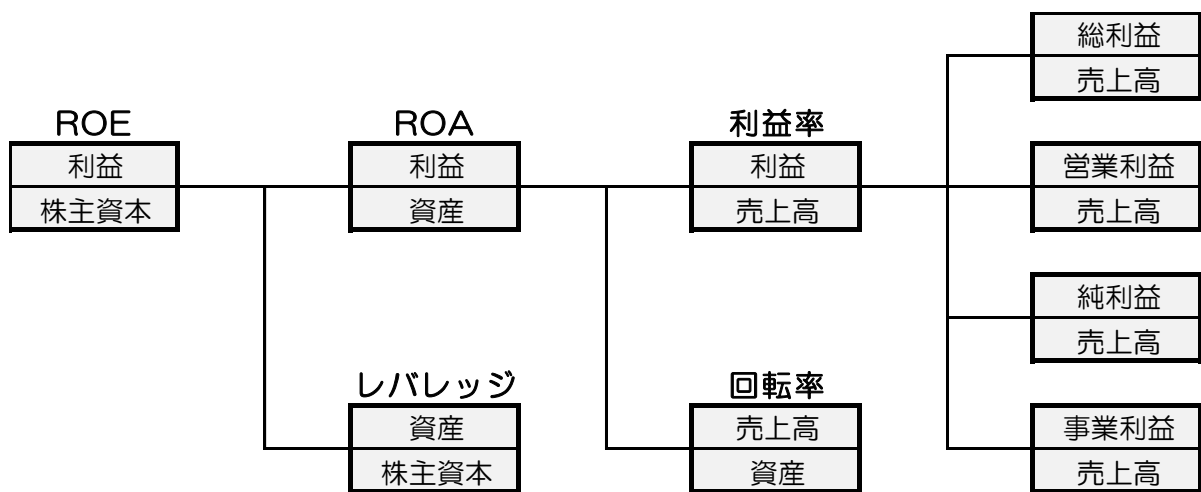 総利益
売上高
ROE
利益
株主資本
ROA
利益
資産
利益率
利益
売上高
営業利益
売上高
純利益
売上高
レバレッジ
資産
株主資本
回転率
売上高
資産
事業利益
売上高